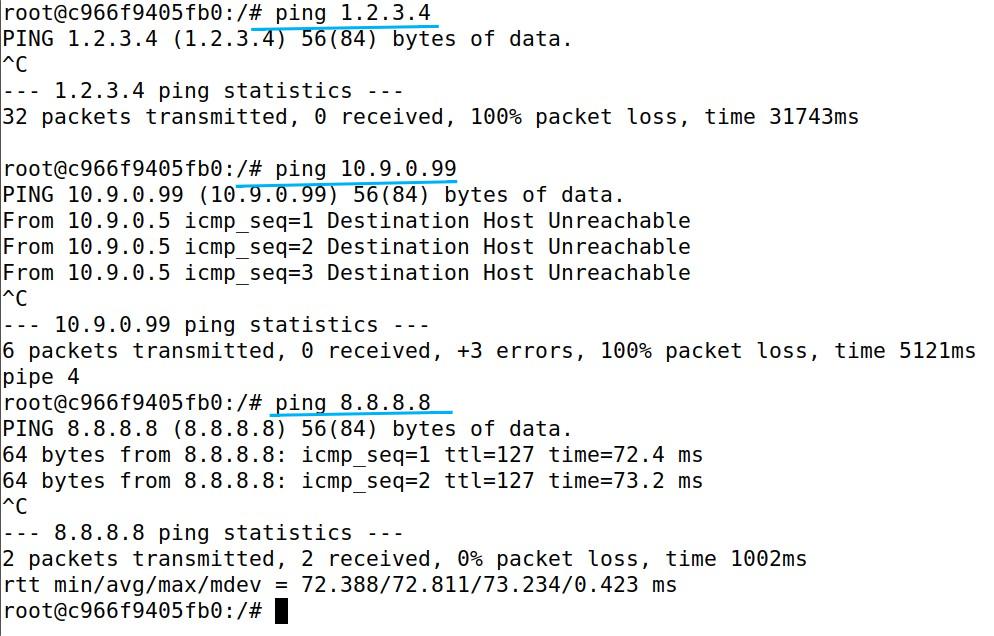 root@c966f9405fb0:/# ping 1.2.3.4
PING 1.2.3.4 (1.2.3.4) 56(84) bytes of data.
^C
--- 1.2.3.4 ping statistics ---
32 packets transmitted, 0 received, 100% packet loss, time 31743ms

root@c966f9405fb0:/# ping 10.9.0.99
PING 10.9.0.99 (10.9.0.99) 56(84) bytes of data.
From 10.9.0.5 icmp_seq=1 Destination Host Unreachable
From 10.9.0.5 icmp_seq=2 Destination Host Unreachable
From 10.9.0.5 icmp_seq=3 Destination Host Unreachable
^C
--- 10.9.0.99 ping statistics ---
6 packets transmitted, 0 received, +3 errors, 100% packet loss, time 5121ms
pipe 4
root@c966f9405fb0:/# ping 8.8.8.8
PING 8.8.8.8 (8.8.8.8) 56(84) bytes of data.
64 bytes from 8.8.8.8: icmp_seq=1 ttl=127 time=72.4 ms
64 bytes from 8.8.8.8: icmp_seq=2 ttl=127 time=73.2 ms
^C
--- 8.8.8.8 ping statistics ---
2 packets transmitted, 2 received, 0% packet loss, time 1002ms
rtt min/avg/max/mdev = 72.388/72.811/73.234/0.423 ms
root@c966f9405fb0:/#